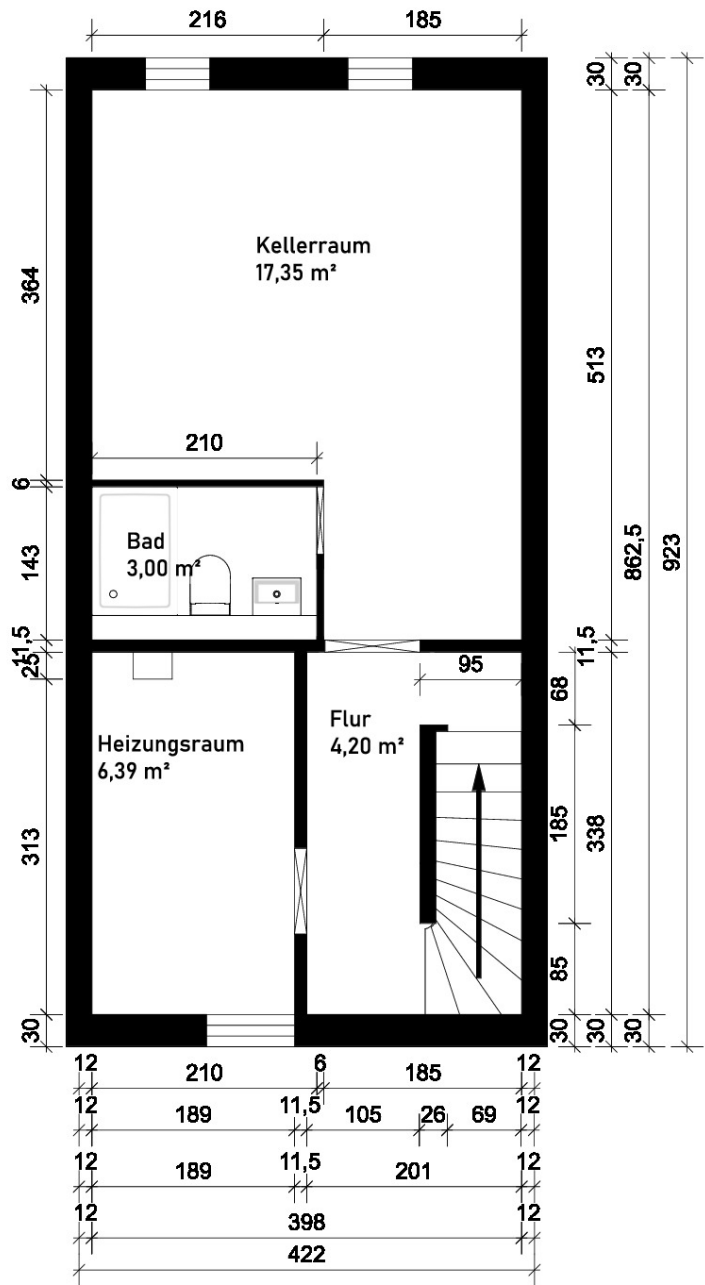 216 185
30 30
Kellerraum
17,35 m²
364
513
210
6
Bad
3,00 m²
143
862,5
923
11,5
25
11,5
95
68
Flur
4,20 m²
Heizungsraum
6,39 m²
313
185
338
85
30
30 30 30
12 210 6 185 12
12 189 11,5 105 26 69 12
12 189 11,5 201 12
12 398 12
422